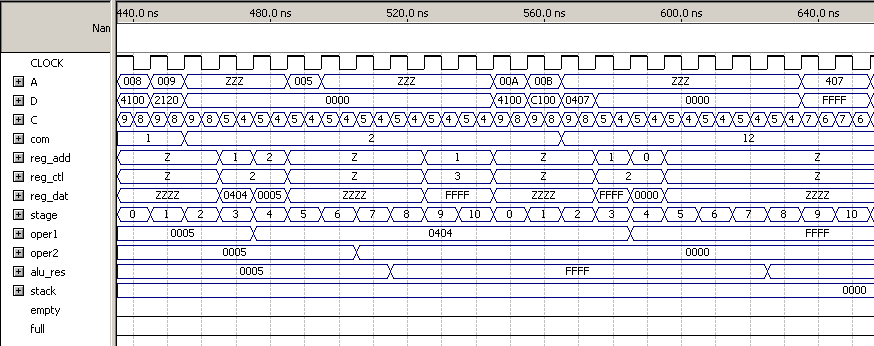 440.0 ns 480.0 ns 520.0 ns 560.0 ns 600.0 ns 640.0 ns
Nan
CLOCK
A 008 009 ZZZ 005 ZZZ 00A 00B ZZZ 407
D 4100 2120 0000 4100 C100 0407 0000 FFFF
C 9 8 9 8 9 8 5 4 5 4 5 4 5 4 5 4 5 4 5 4 5 4 9 8 9 8 9 8 5 4 5 4 5 4 5 4 5 4 5 4 7 6 7 6
com 1 2 12
reg_add Z 1 2 Z 1 Z 1 0 Z
reg_ctl Z 2 Z 3 Z 2 Z
reg_dat ZZZZ 0404 0005 ZZZZ FFFF ZZZZ FFFF 0000 ZZZZ
stage 0 1 2 3 4 5 6 7 8 9 10 0 1 2 3 4 5 6 7 8 9 10
oper1 0005 0404 FFFF
oper2 0005 0000
alu_res 0005 FFFF
stack 0000
empty
full